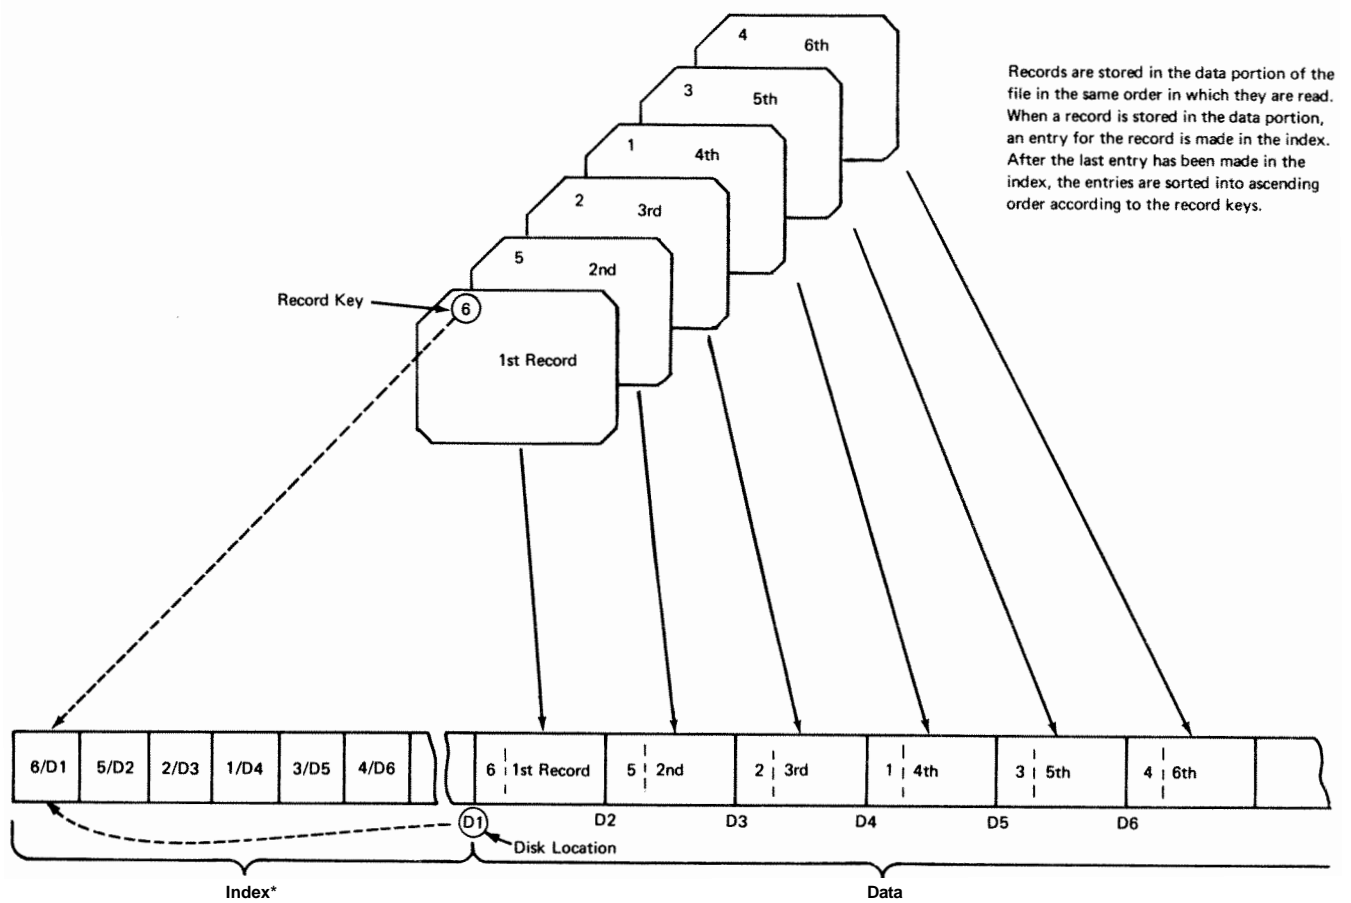 4
6th
Records are stored in the data portion of the
file in the same order in which they are read.
When a record is stored in the data portion,
an entry for the record is made in the index.
After the last entry has been made in the
index, the entries are sorted into ascending
order according to the record keys.
3
5th
1
4th
2
3rd
5
2nd
Record Key
6
1st Record
6/D1 5/D2 2/D3 1/D4 3/D5 4/D6
6 1st Record 5 2nd 2 3rd 1 4th 3 5th 4 6th
D1 D2 D3 D4 D5 D6
Disk Location
Index*
Data